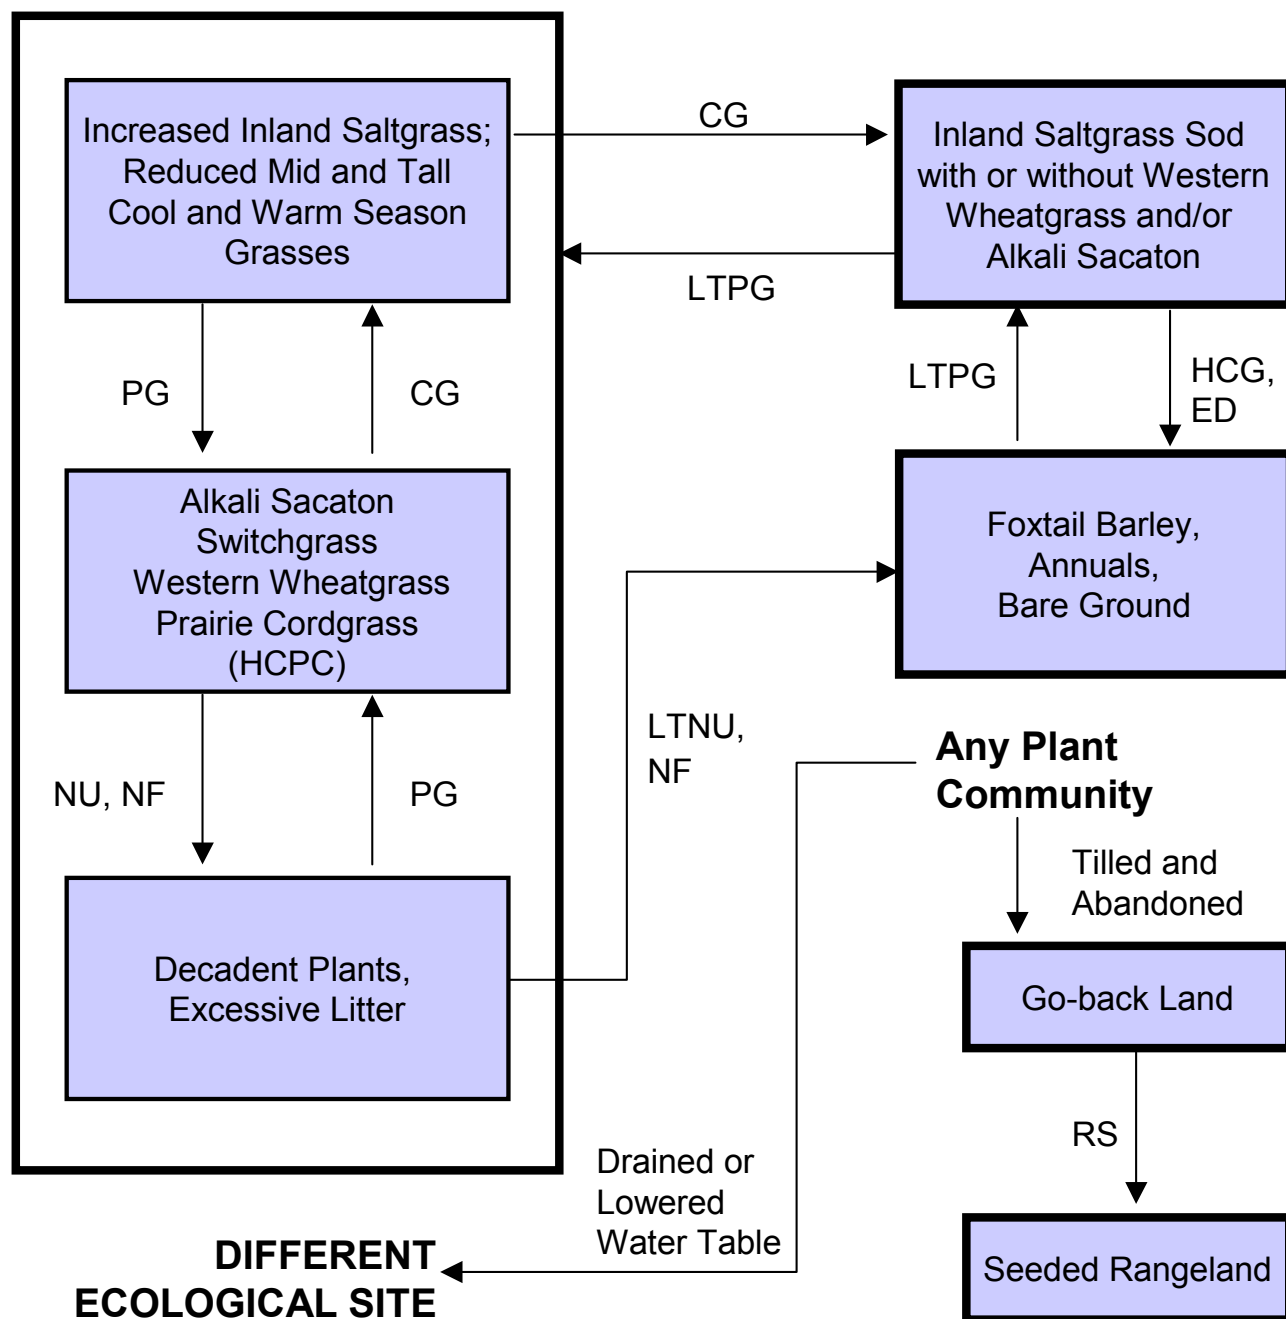 Increased Inland Saltgrass;
Reduced Mid and Tall
Cool and Warm Season
Grasses
CG
Inland Saltgrass Sod
with or without Western
Wheatgrass and/or
Alkali Sacaton
LTPG
PG
CG
LTPG
HCG,
ED
Alkali Sacaton
Switchgrass
Western Wheatgrass
Prairie Cordgrass
(HCPC)
Foxtail Barley,
Annuals,
Bare Ground
NU, NF
PG
LTNU,
NF
Any Plant
Community
Tilled and
Abandoned
Decadent Plants,
Excessive Litter
Go-back Land
RS
Drained or
Lowered
Water Table
DIFFERENT
ECOLOGICAL SITE
Seeded Rangeland